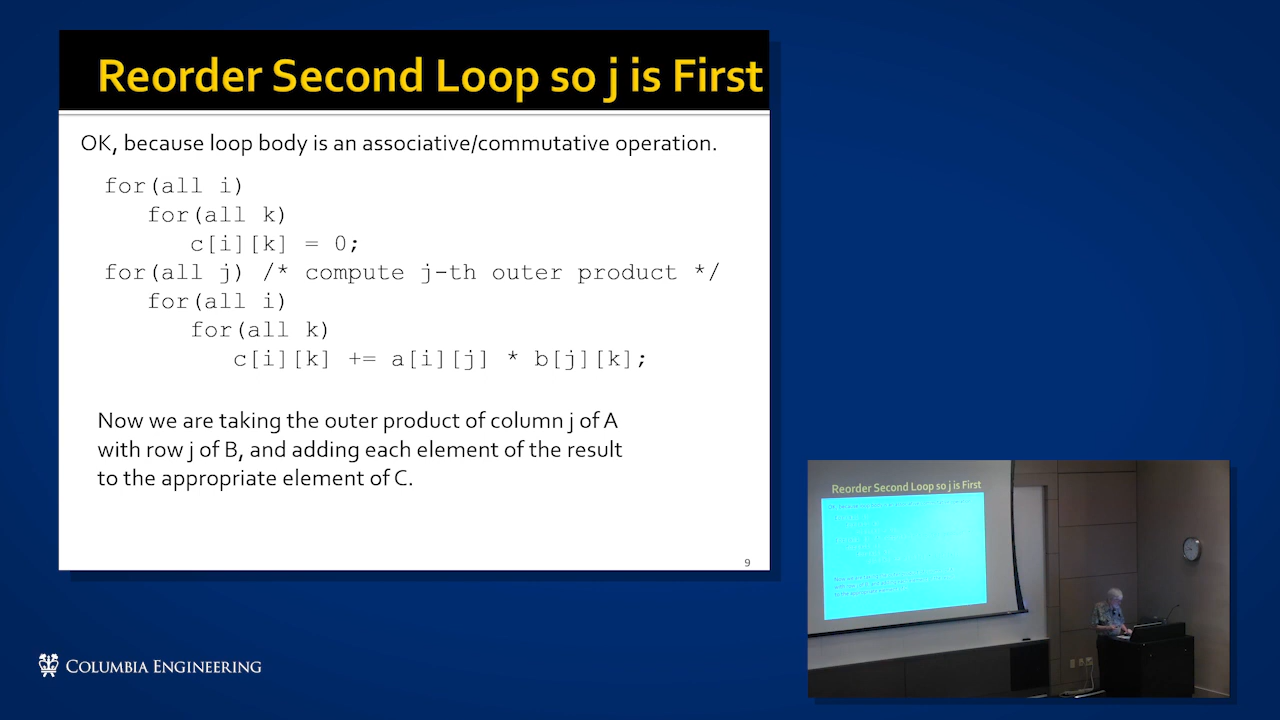 Reorder Second Loop so j is First
OK, because loop body is an associative/commutative operation.
for(all i)
for(all k)
c[i][k] = 0;
for(all j) /* compute j-th outer product */
for(all i)
for(all k)
c[i][k] += a[i][j] * b[j][k];
Now we are taking the outer product of column j of A
with row j of B, and adding each element of the result
to the appropriate element of C.
9
COLUMBIA ENGINEERING
Reorder Second Loop so j is First